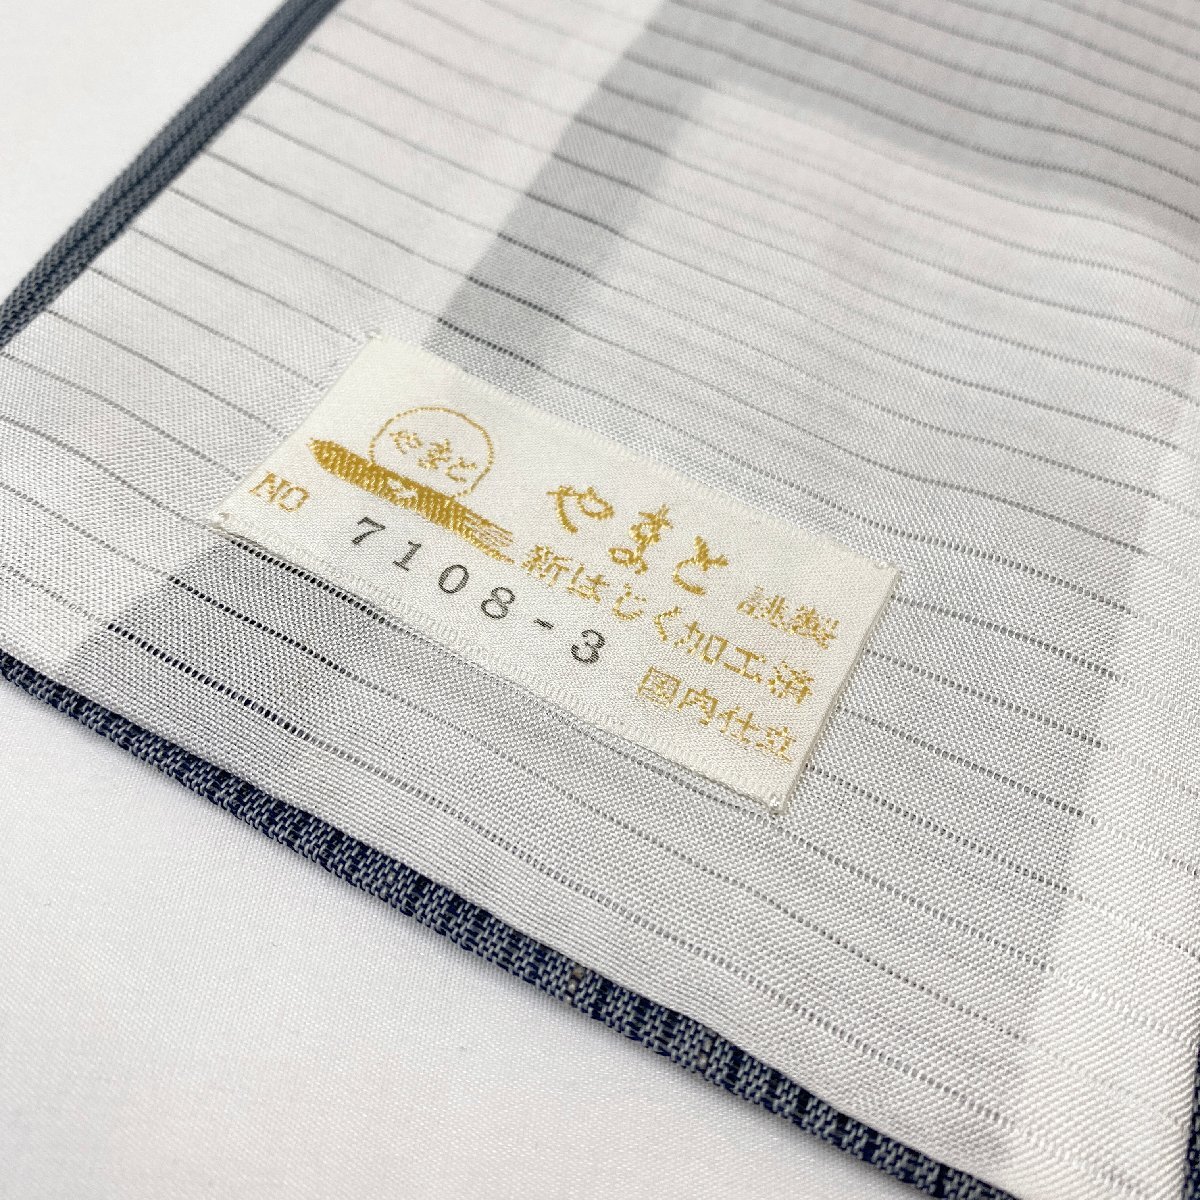 やまと
やまと 謹製
新はじく加工済
NO 7108-3
国内仕立